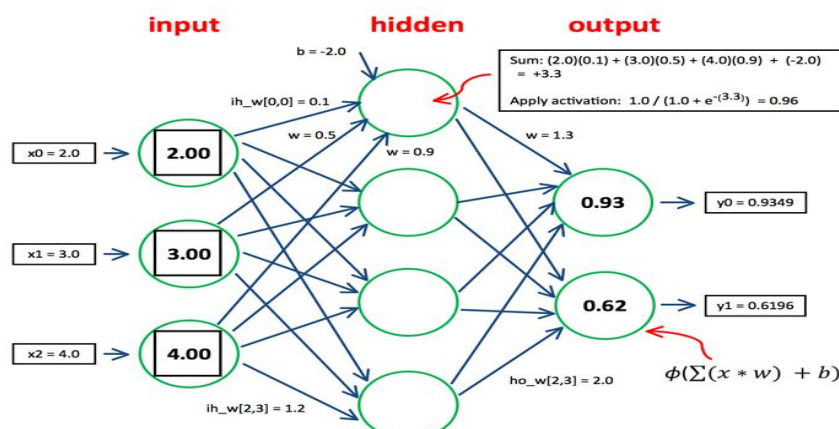 input hidden output
b = -2.0
Sum: (2.0)(0.1) + (3.0)(0.5) + (4.0)(0.9) + (-2.0)
= +3.3
Apply activation: 1.0 / (1.0 + e^-(3.3)) = 0.96
ih_w[0,0] = 0.1
w = 0.5
w = 0.9
w = 1.3
x0 = 2.0
2.00
0.93
y0 = 0.9349
x1 = 3.0
3.00
0.62
y1 = 0.6196
x2 = 4.0
4.00
ih_w[2,3] = 1.2
ho_w[2,3] = 2.0
ϕ(∑(x * w) + b)